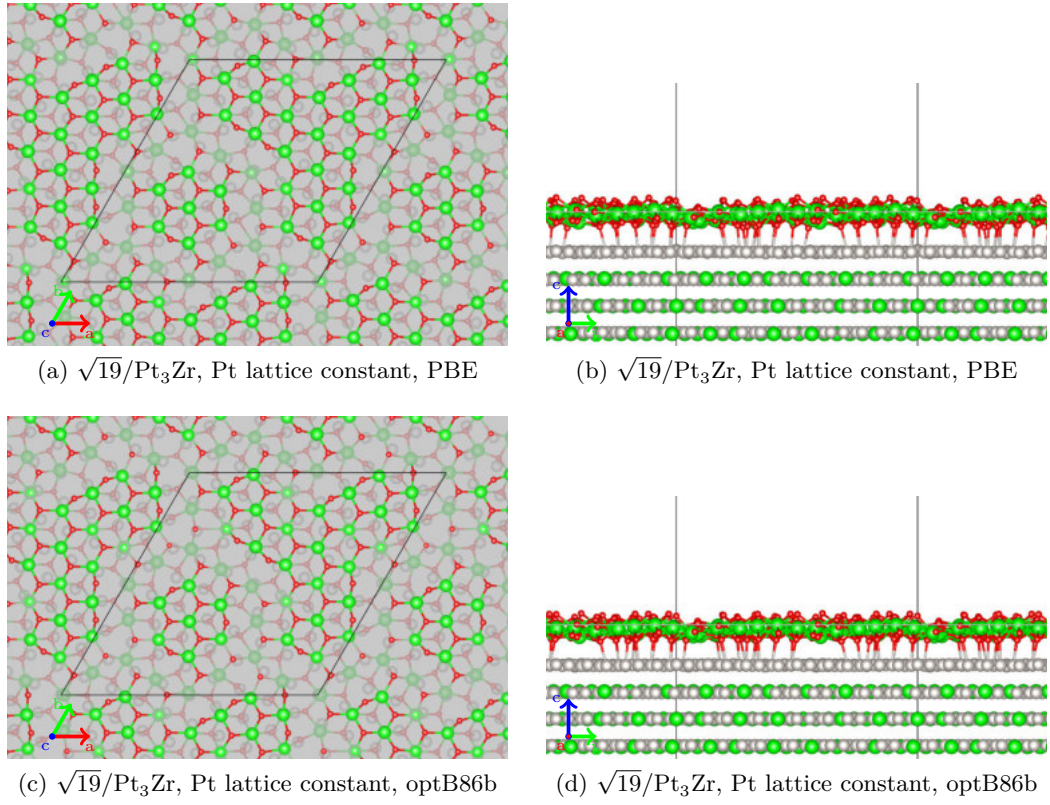 b
c
a
c
a
(a) √19/Pt₃Zr, Pt lattice constant, PBE
(b) √19/Pt₃Zr, Pt lattice constant, PBE
b
c
a
c
a
(c) √19/Pt₃Zr, Pt lattice constant, optB86b
(d) √19/Pt₃Zr, Pt lattice constant, optB86b